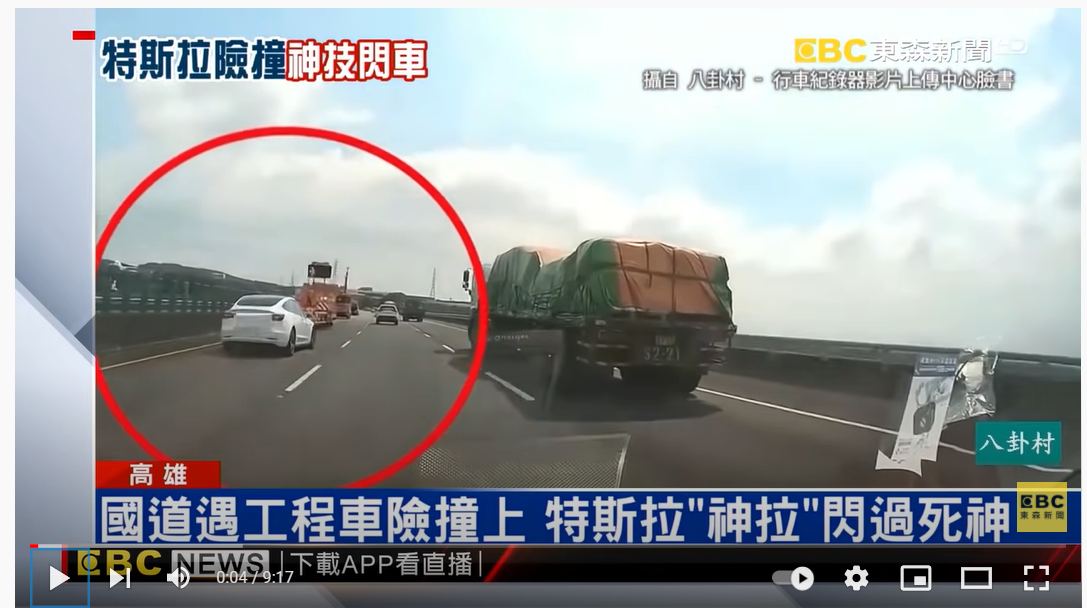 特斯拉險撞神技閃車
EBC東森新聞HD
攝自 八卦村 - 行車紀錄器影片上傳中心臉書
32-21
八卦村
高雄
國道遇工程車險撞上 特斯拉"神拉"閃過死神
EBC
東森新聞
EBC NEWS 下載APP看直播
0:04 / 9:17